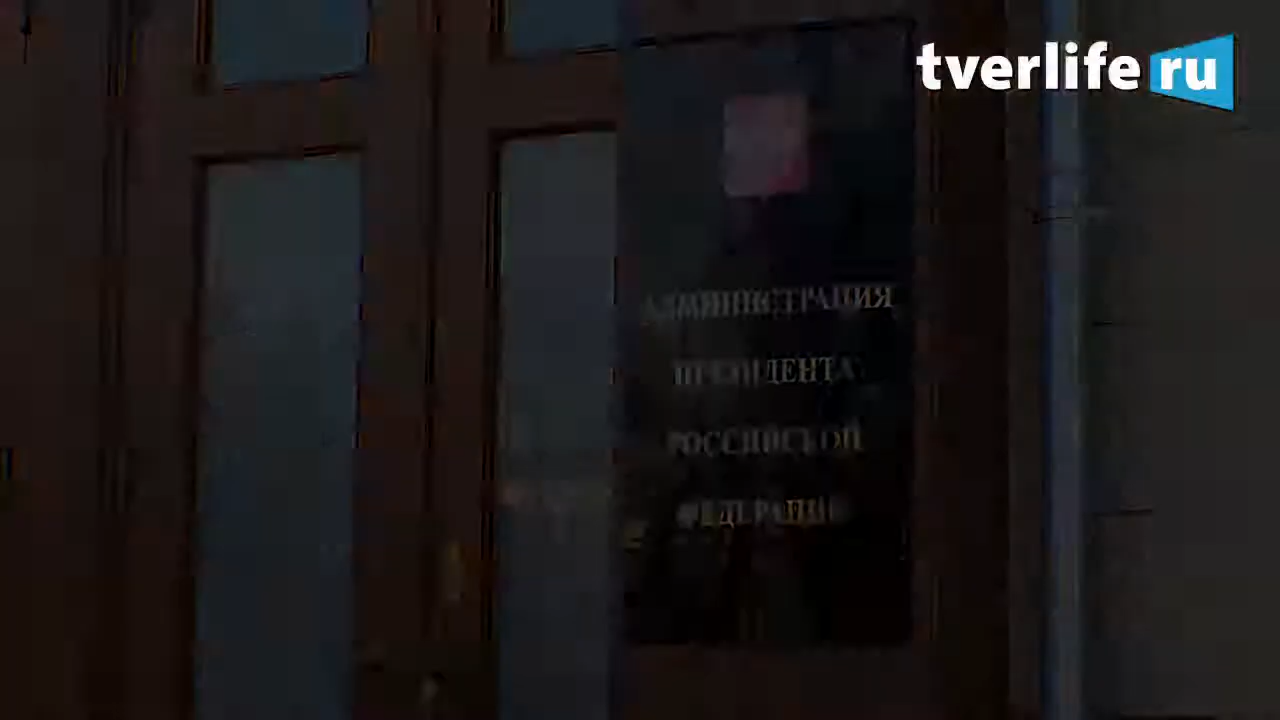 tverlife ru
АДМИНИСТРАЦИЯ
ПРЕЗИДЕНТА
РОССИЙСКОЙ
ФЕДЕРАЦИИ